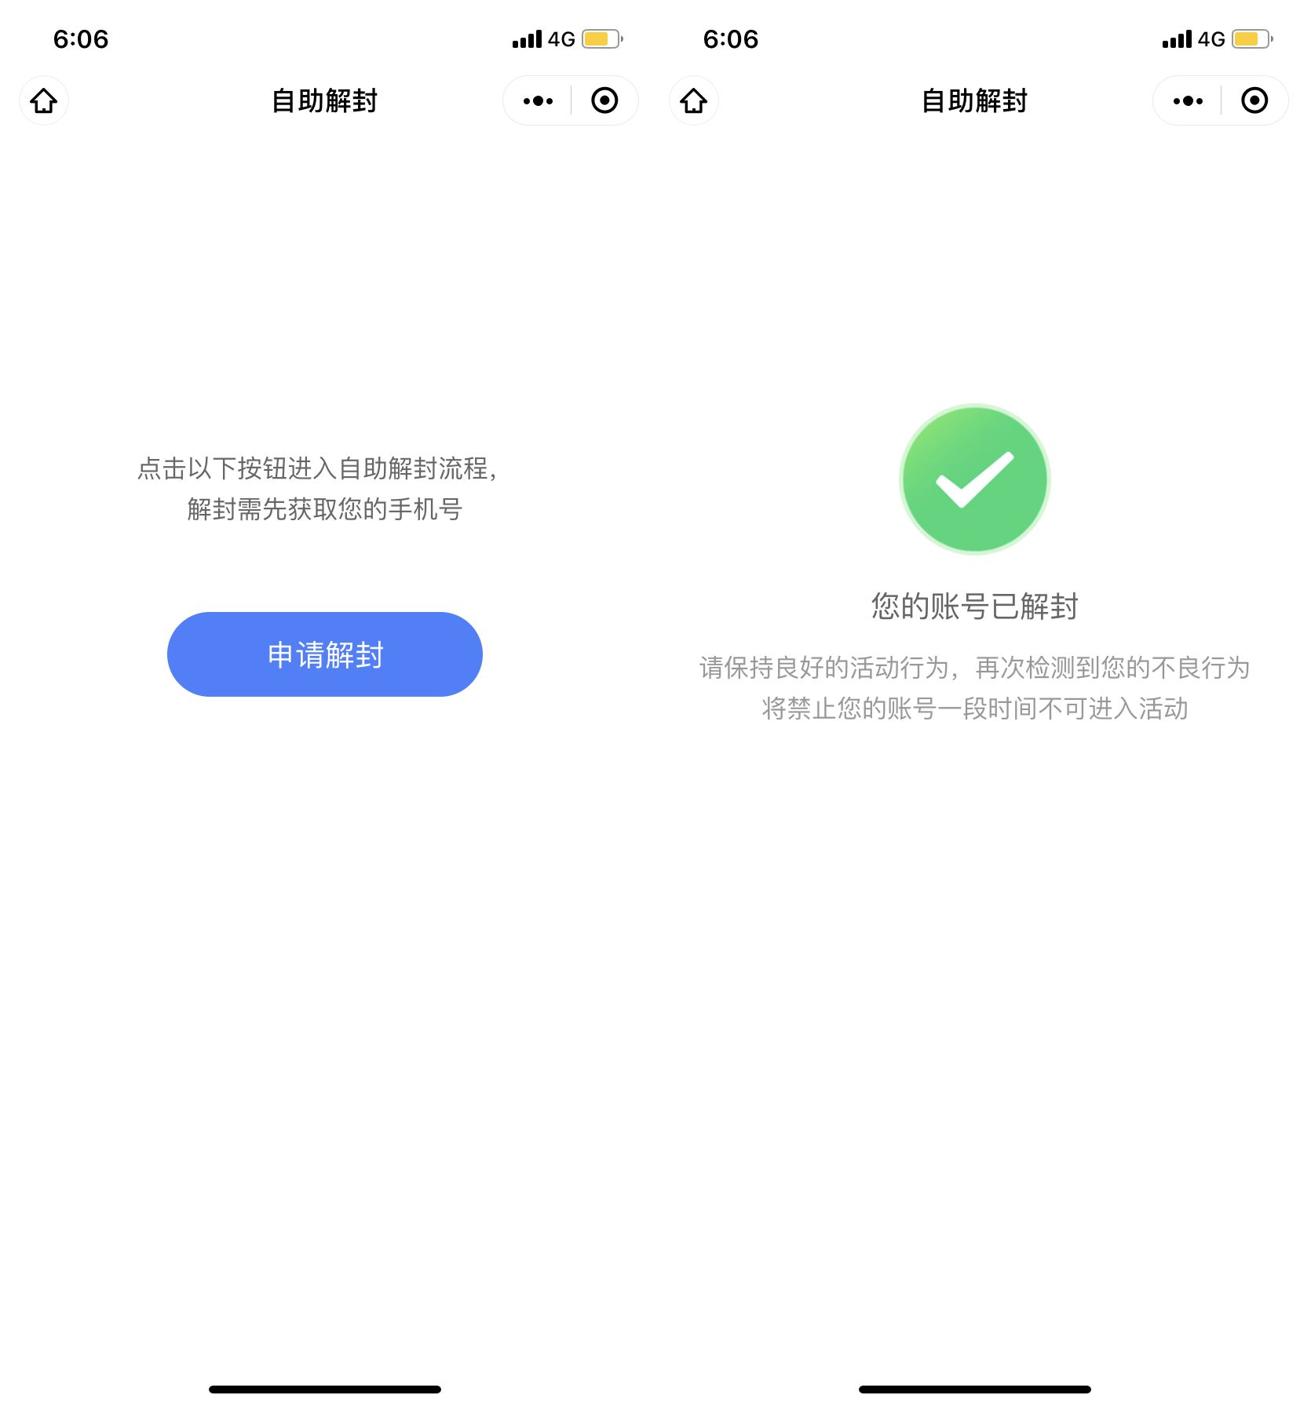 6:06
4G
自助解封
点击以下按钮进入自助解封流程，
解封需先获取您的手机号
申请解封
6:06
4G
自助解封
您的账号已解封
请保持良好的活动行为，再次检测到您的不良行为
将禁止您的账号一段时间不可进入活动